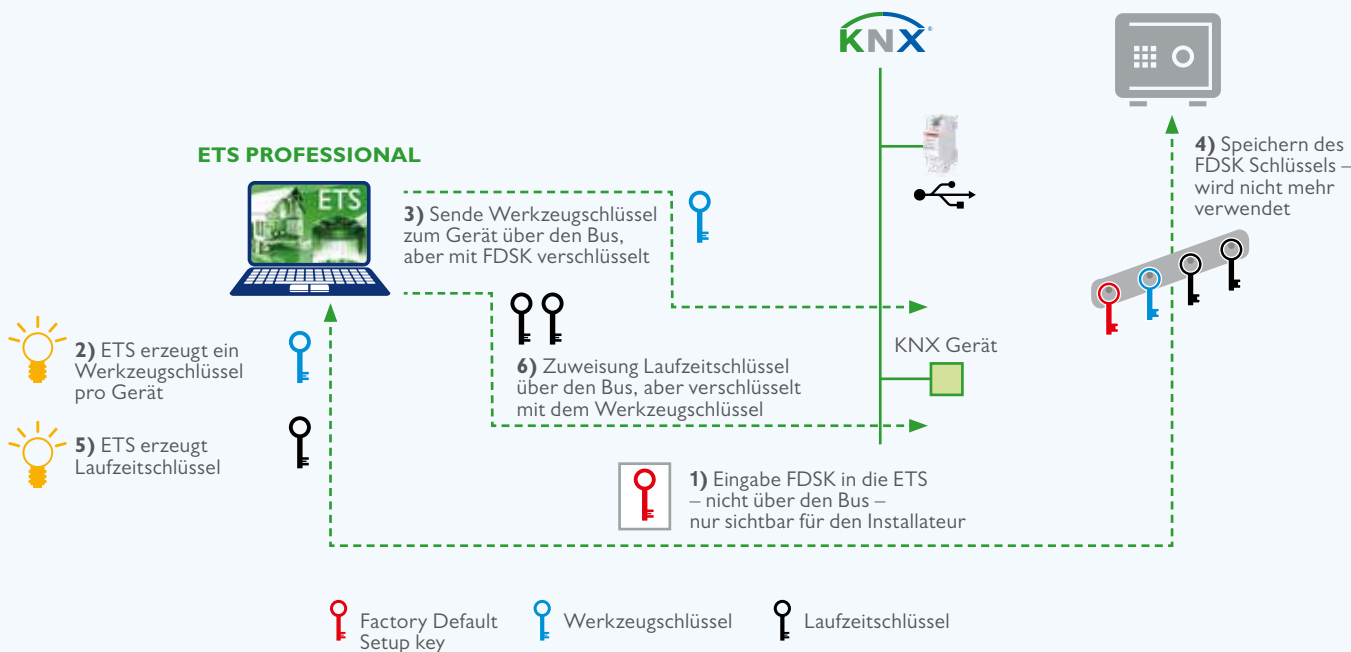 KNX®
ETS PROFESSIONAL
ETS
3) Sende Werkzeugschlüssel
zum Gerät über den Bus,
aber mit FDSK verschlüsselt
4) Speichern des
FDSK Schlüssels –
wird nicht mehr
verwendet
2) ETS erzeugt ein
Werkzeugschlüssel
pro Gerät
6) Zuweisung Laufzeitschlüssel
über den Bus, aber verschlüsselt
mit dem Werkzeugschlüssel
KNX Gerät
5) ETS erzeugt
Laufzeitschlüssel
1) Eingabe FDSK in die ETS
– nicht über den Bus –
nur sichtbar für den Installateur
Factory Default
Setup key
Werkzeugschlüssel
Laufzeitschlüssel